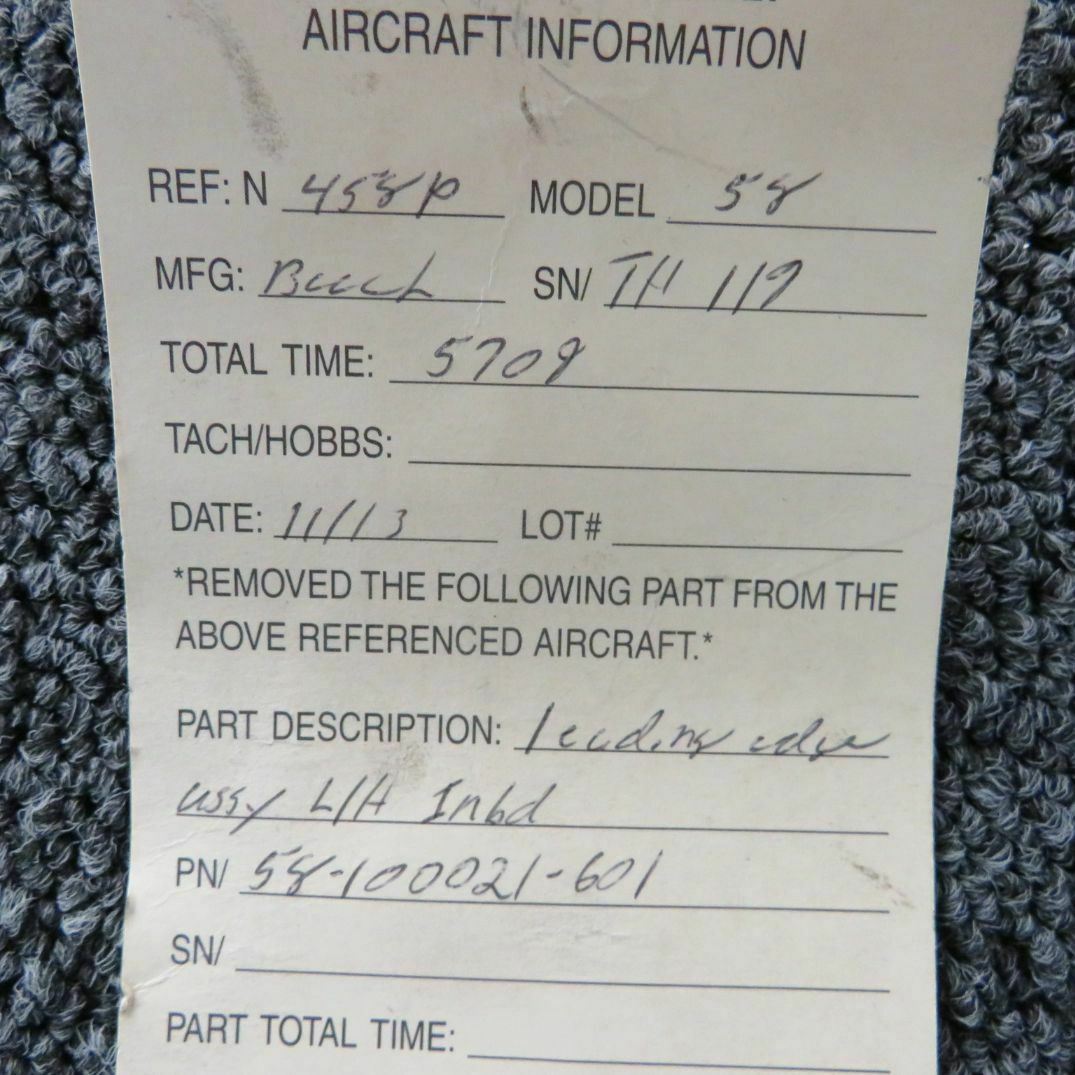 AIRCRAFT INFORMATION
REF: N 458P MODEL 58
MFG: Beech SN/ TH 119
TOTAL TIME: 5708
TACH/HOBBS:
DATE: 11/13 LOT#
*REMOVED THE FOLLOWING PART FROM THE
ABOVE REFERENCED AIRCRAFT.*
PART DESCRIPTION: leading edge
assy L/H Inbd
PN/ 58-100021-601
SN/
PART TOTAL TIME: